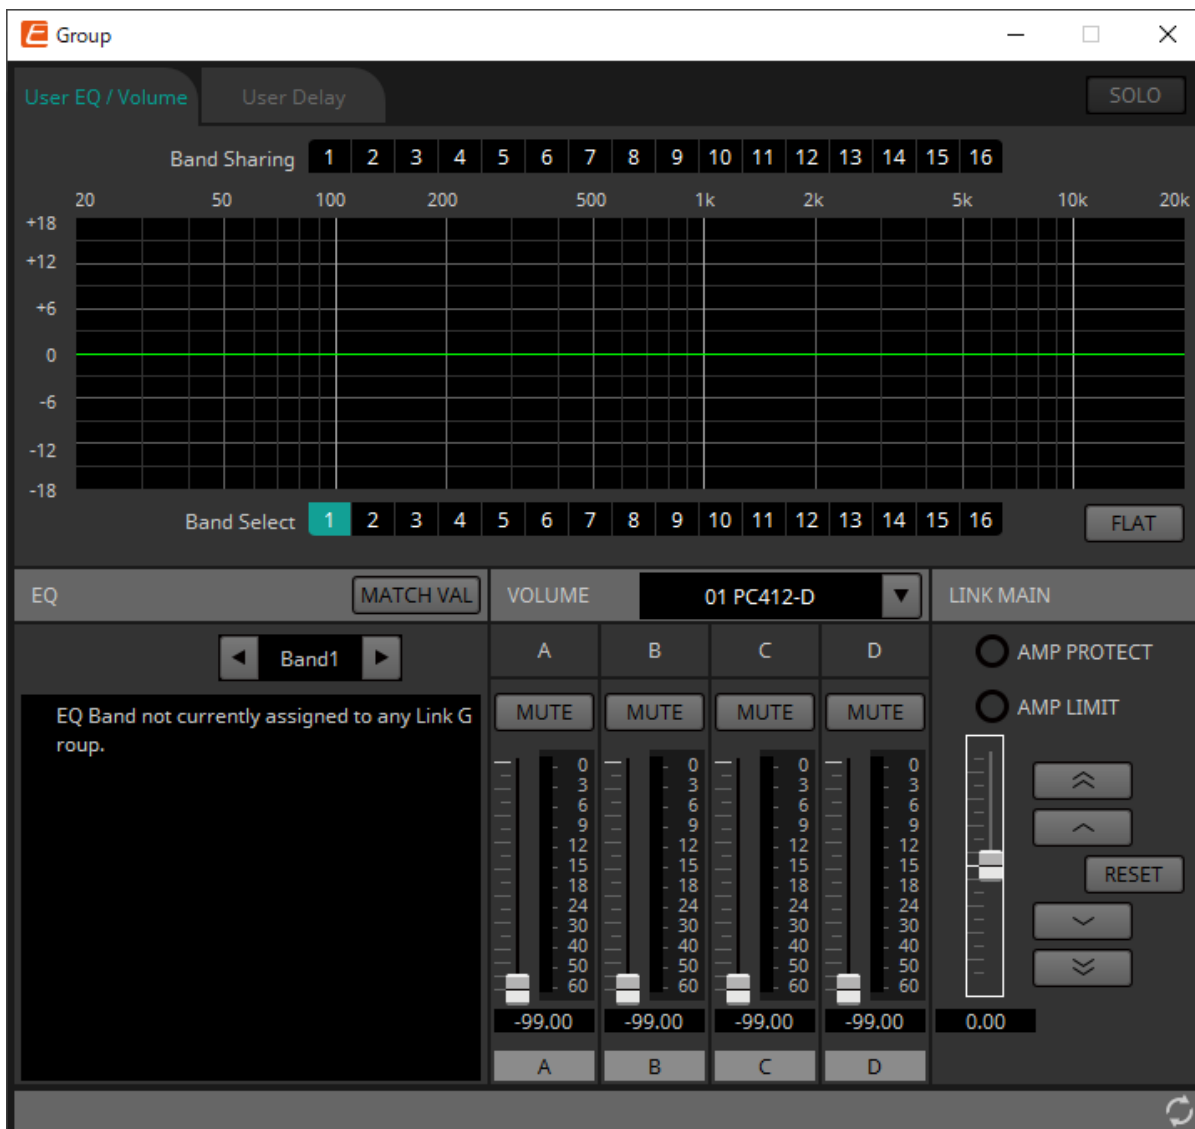 Group
User EQ / Volume User Delay SOLO
Band Sharing 1 2 3 4 5 6 7 8 9 10 11 12 13 14 15 16
20 50 100 200 500 1k 2k 5k 10k 20k
+18
+12
+6
0
-6
-12
-18
Band Select 1 2 3 4 5 6 7 8 9 10 11 12 13 14 15 16
FLAT
EQ MATCH VAL VOLUME 01 PC412-D LINK MAIN
Band1 A B C D AMP PROTECT
EQ Band not currently assigned to any Link G
roup.
MUTE MUTE MUTE MUTE AMP LIMIT
0 0 0 0
3 3 3 3
6 6 6 6
9 9 9 9
12 12 12 12
15 15 15 15
18 18 18 18 RESET
24 24 24 24
30 30 30 30
40 40 40 40
50 50 50 50
60 60 60 60
-99.00 -99.00 -99.00 -99.00 0.00
A B C D